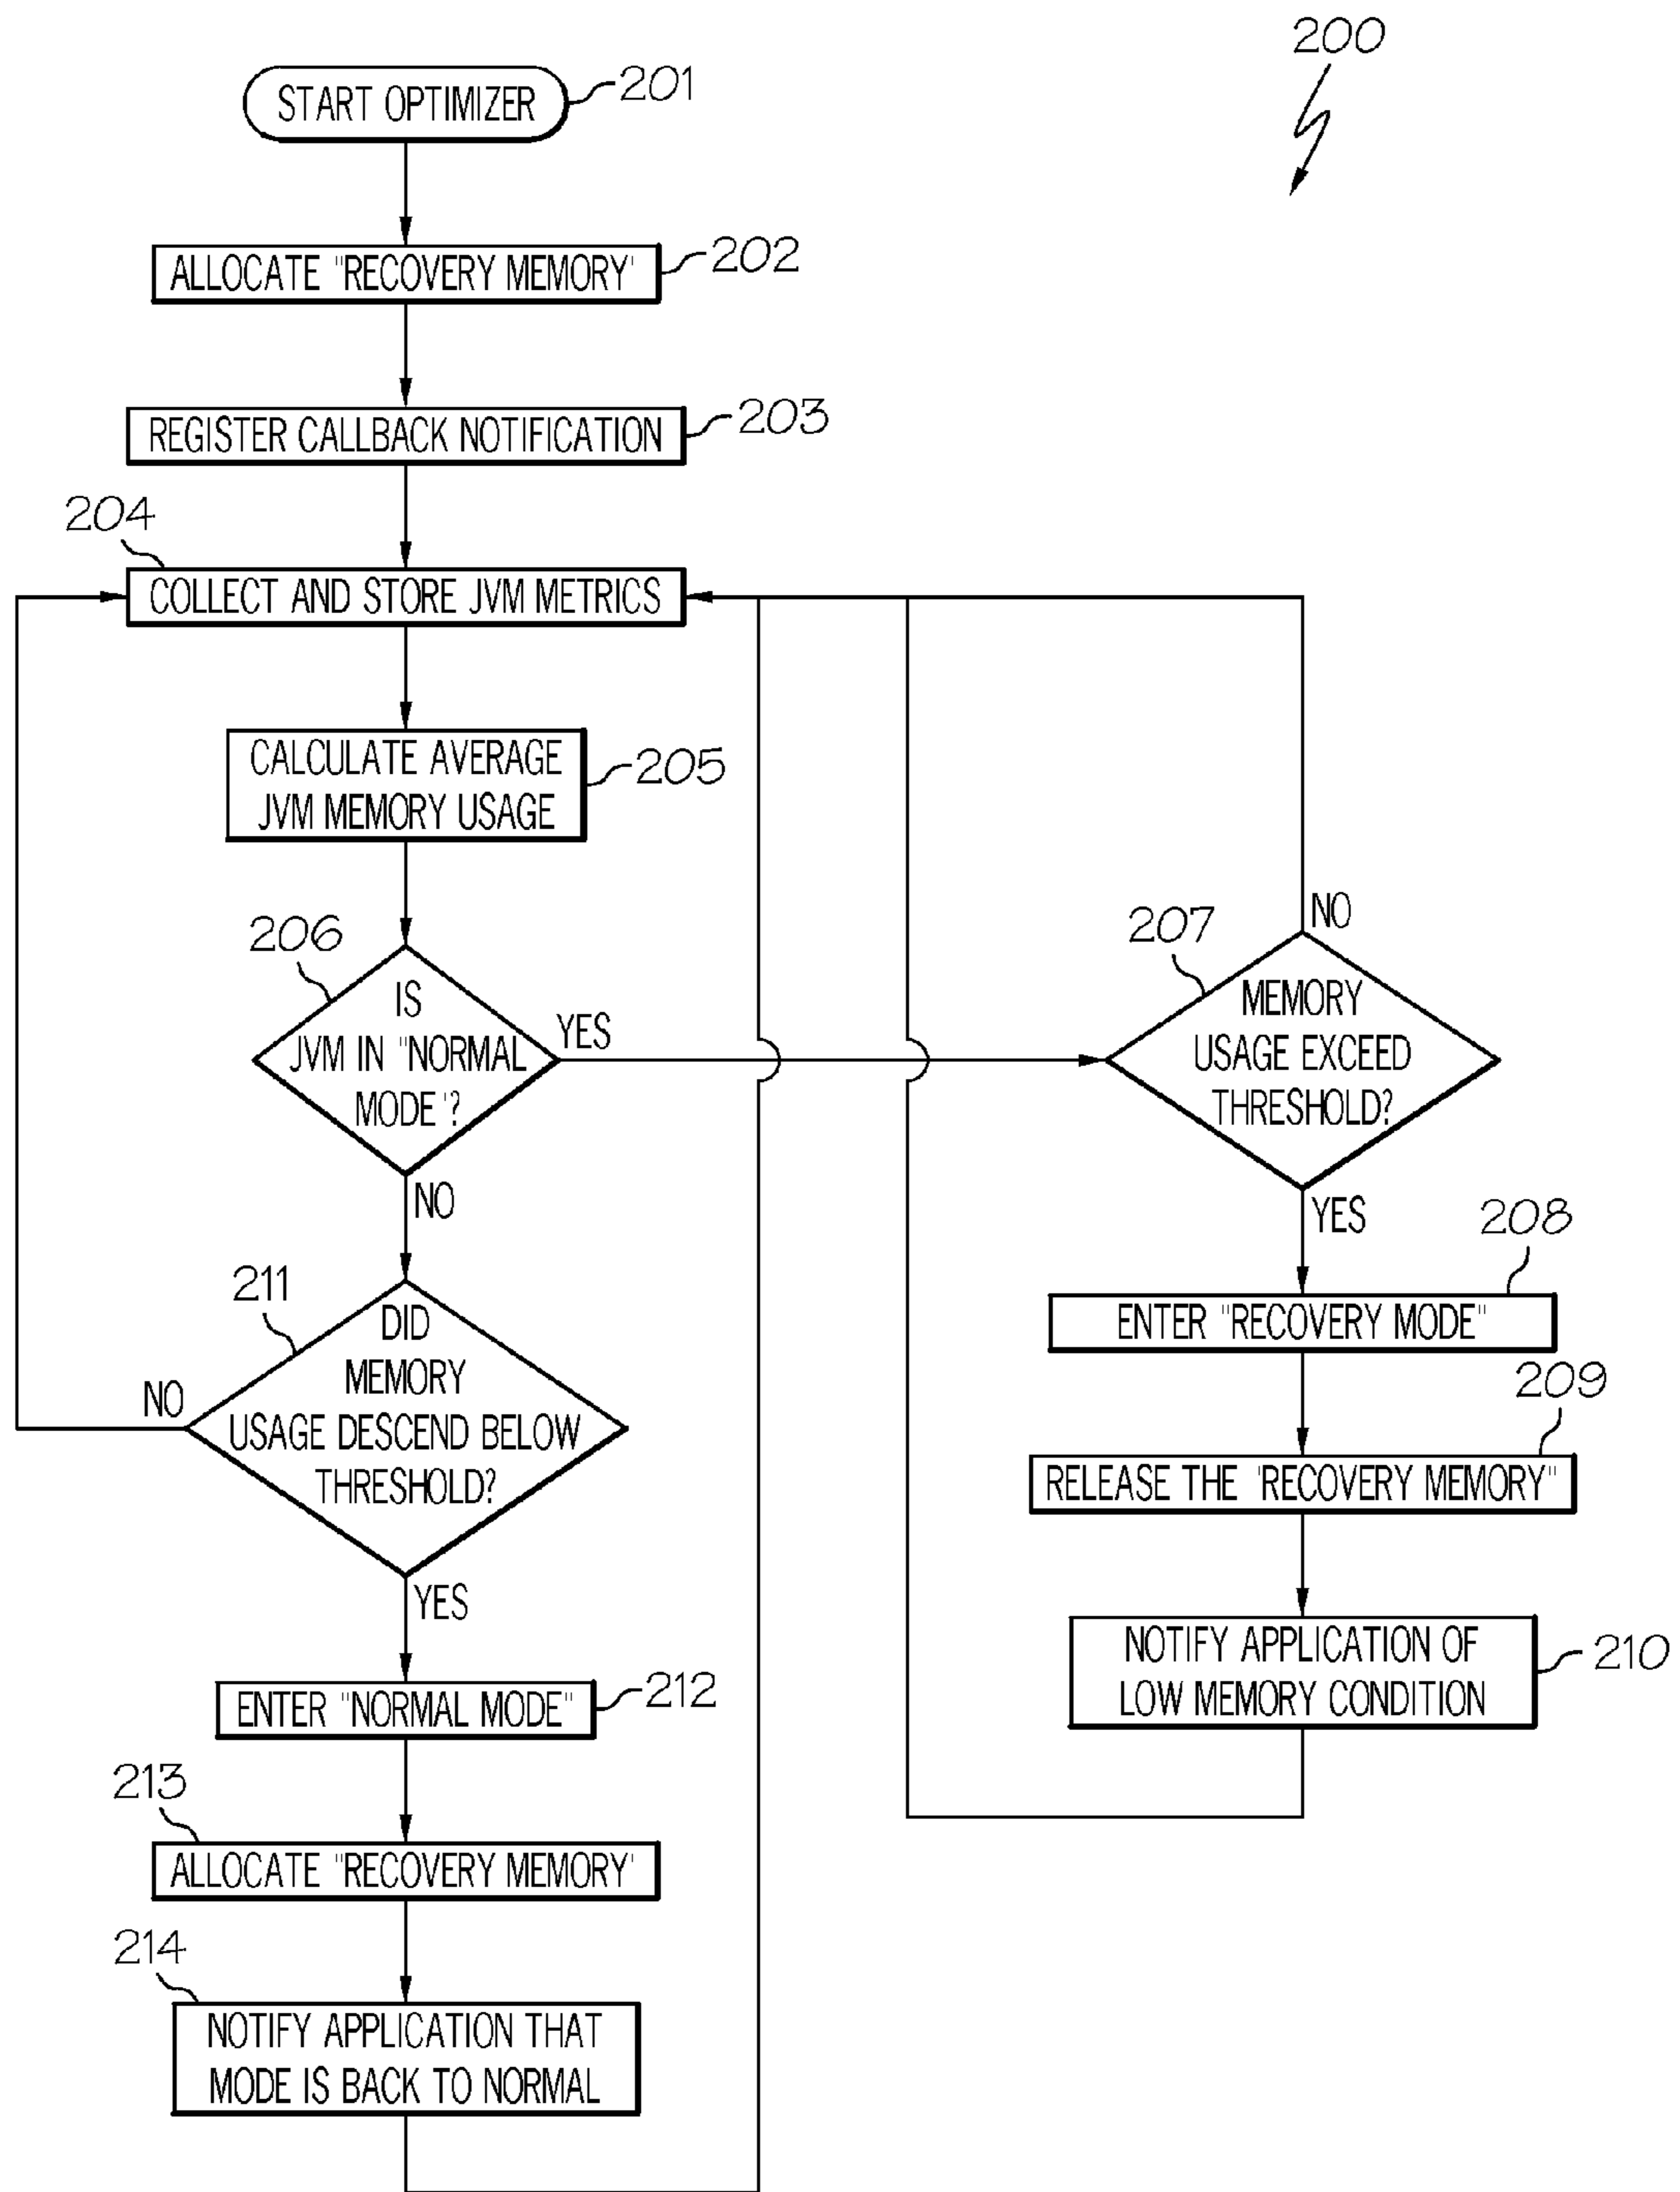 200
START OPTIMIZER
201
ALLOCATE "RECOVERY MEMORY'
202
REGISTER CALLBACK NOTIFICATION
203
204
COLLECT AND STORE JVM METRICS
CALCULATE AVERAGE
JVM MEMORY USAGE
205
206
IS
JVM IN "NORMAL
MODE'?
YES
NO
207
MEMORY
USAGE EXCEED
THRESHOLD?
NO
YES
208
ENTER "RECOVERY MODE"
209
RELEASE THE 'RECOVERY MEMORY"
NOTIFY APPLICATION OF
LOW MEMORY CONDITION
210
211
DID
MEMORY
USAGE DESCEND BELOW
THRESHOLD?
NO
YES
ENTER "NORMAL MODE"
212
213
ALLOCATE "RECOVERY MEMORY'
214
NOTIFY APPLICATION THAT
MODE IS BACK TO NORMAL